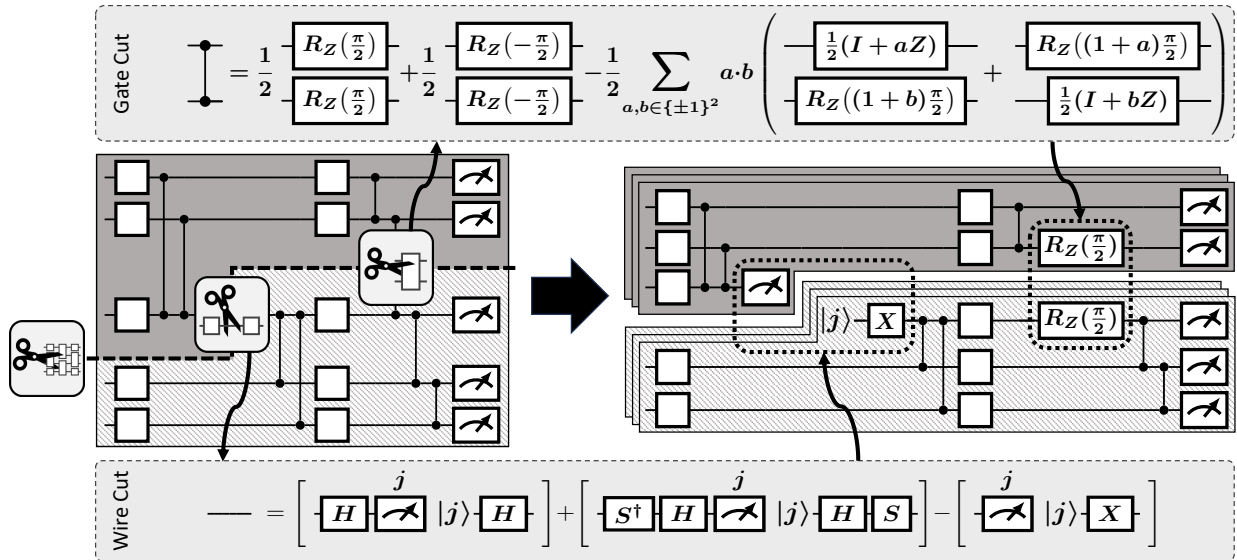 Gate Cut
= 1/2 R_Z(π/2) R_Z(π/2) + 1/2 R_Z(−π/2) R_Z(−π/2) − 1/2 ∑_{a,b∈{±1}²} a·b ( ½(I + aZ) R_Z((1 + b)π/2) + R_Z((1 + a)π/2) ½(I + bZ) )
R_Z(π/2)
|j⟩ X R_Z(π/2)
Wire Cut
j j j
= [ H |j⟩ H ] + [ S† H |j⟩ H S ] − [ |j⟩ X ]